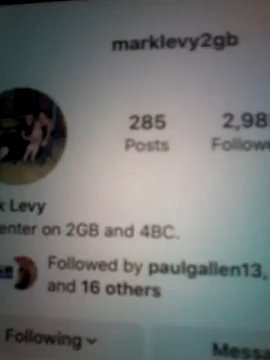 marklevy2gb
285
2,98
Posts
Followe
k Levy
enter on 2GB and 4BC.
Followed by paulgallen13,
and 16 others
Following
Messa